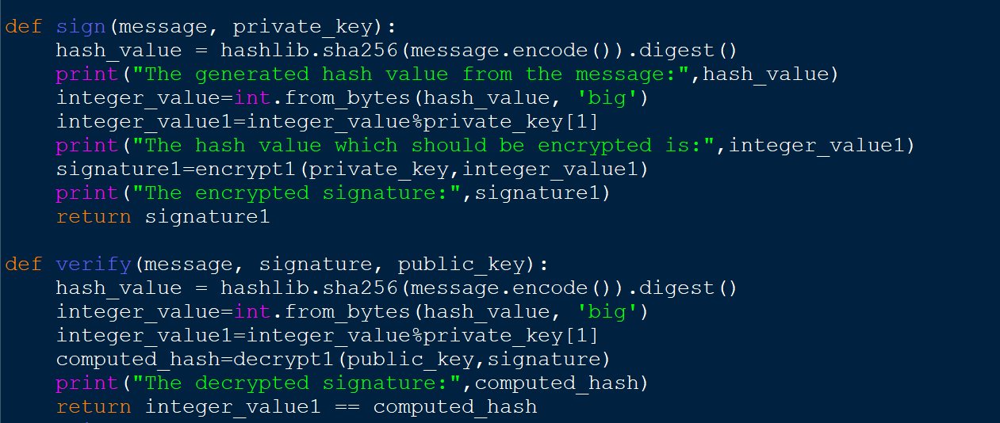 def sign(message, private_key):
    hash_value = hashlib.sha256(message.encode()).digest()
    print("The generated hash value from the message:",hash_value)
    integer_value=int.from_bytes(hash_value, 'big')
    integer_value1=integer_value%private_key[1]
    print("The hash value which should be encrypted is:",integer_value1)
    signature1=encrypt1(private_key,integer_value1)
    print("The encrypted signature:",signature1)
    return signature1

def verify(message, signature, public_key):
    hash_value = hashlib.sha256(message.encode()).digest()
    integer_value=int.from_bytes(hash_value, 'big')
    integer_value1=integer_value%private_key[1]
    computed_hash=decrypt1(public_key,signature)
    print("The decrypted signature:",computed_hash)
    return integer_value1 == computed_hash